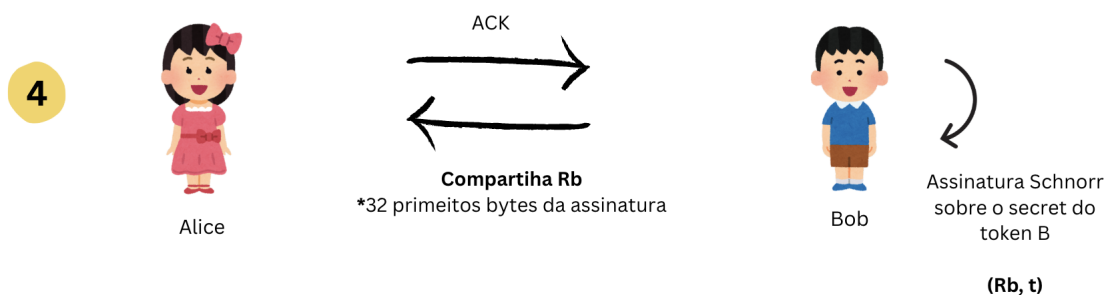 ACK
4
Compartiha Rb
*32 primeitos bytes da assinatura
Alice
Bob
Assinatura Schnorr
sobre o secret do
token B
(Rb, t)